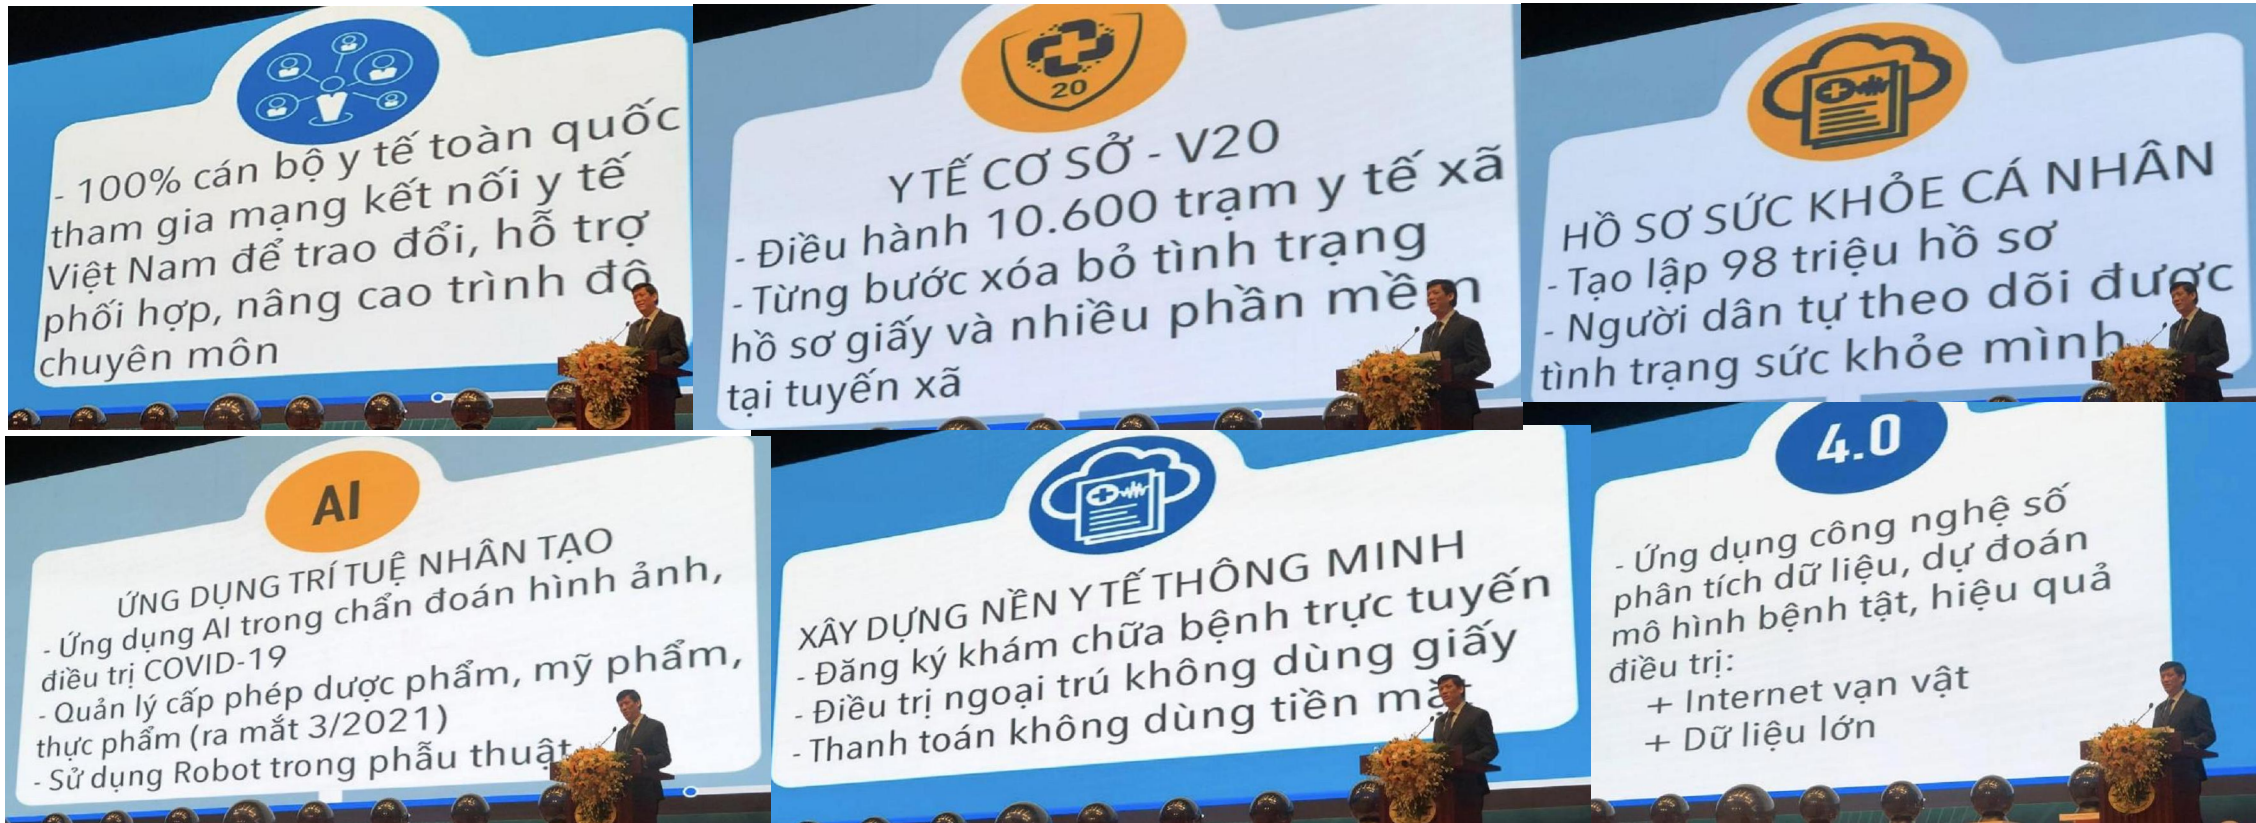 - 100% cán bộ y tế toàn quốc
tham gia mạng kết nối y tế
Việt Nam để trao đổi, hỗ trợ
phối hợp, nâng cao trình độ
chuyên môn
20
Y TẾ CƠ SỞ - V20
- Điều hành 10.600 trạm y tế xã
- Từng bước xóa bỏ tình trạng
hồ sơ giấy và nhiều phần mềm
tại tuyến xã
HỒ SƠ SỨC KHỎE CÁ NHÂN
- Tạo lập 98 triệu hồ sơ
- Người dân tự theo dõi được
tình trạng sức khỏe mình
AI
ỨNG DỤNG TRÍ TUỆ NHÂN TẠO
- Ứng dụng AI trong chẩn đoán hình ảnh,
điều trị COVID-19
- Quản lý cấp phép dược phẩm, mỹ phẩm,
thực phẩm (ra mắt 3/2021)
- Sử dụng Robot trong phẫu thuật
XÂY DỰNG NỀN Y TẾ THÔNG MINH
- Đăng ký khám chữa bệnh trực tuyến
- Điều trị ngoại trú không dùng giấy
- Thanh toán không dùng tiền mặt
4.0
- Ứng dụng công nghệ số
phân tích dữ liệu, dự đoán
mô hình bệnh tật, hiệu quả
điều trị:
+ Internet vạn vật
+ Dữ liệu lớn